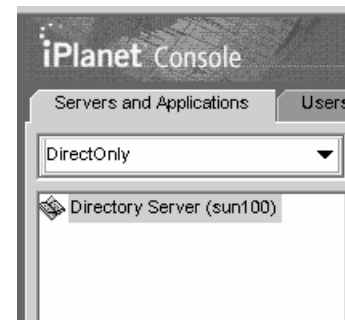 iPlanet Console
Servers and Applications Users
DirectOnly
Directory Server (sun100)